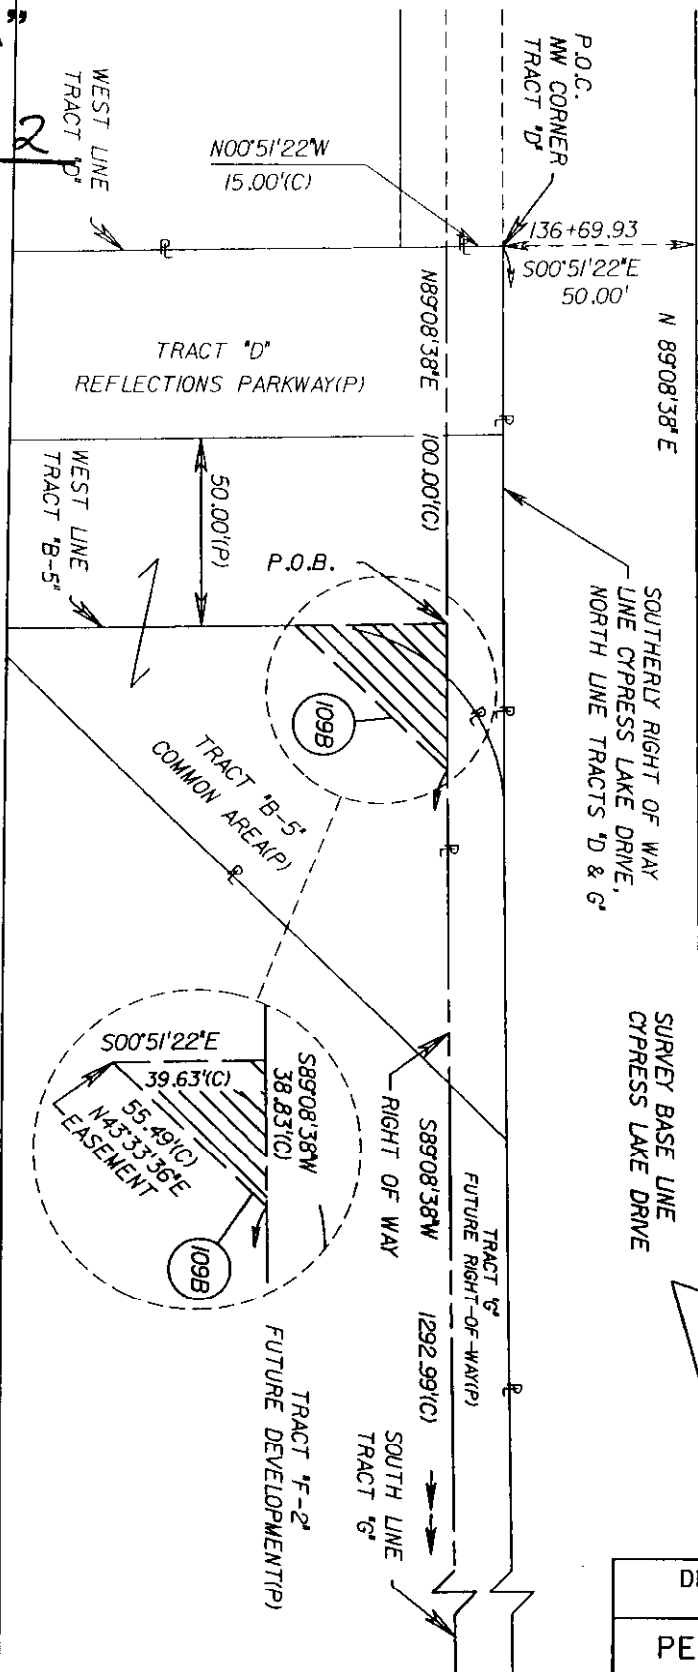 "
2
WEST LINE
TRACT "D"
N00°51'22"W
15.00'(C)
P.O.C.
NW CORNER
TRACT "D"
136+69.93
S00°51'22"E
50.00'
N 89°08'38"E
TRACT "D"
REFLECTIONS PARKWAY(P)
N89°08'38"E 100.00'(C)
WEST LINE
TRACT "B-5"
50.00'(P)
P.O.B.
109B
SOUTHERLY RIGHT OF WAY
LINE CYPRESS LAKE DRIVE,
NORTH LINE TRACTS "D & G"
TRACT "B-5"
COMMON AREA(P)
SURVEY BASE LINE
CYPRESS LAKE DRIVE
RIGHT OF WAY
S89°08'38"W 1292.99'(C)
TRACT "G"
FUTURE RIGHT-OF-WAY(P)
S00°51'22"E
39.63'(C)
S89°08'38"W
38.83'(C)
55.49'(C)
N43°33'36"E
EASEMENT
109B
TRACT "F-2"
FUTURE DEVELOPMENT(P)
SOUTH LINE
TRACT "G"
PE